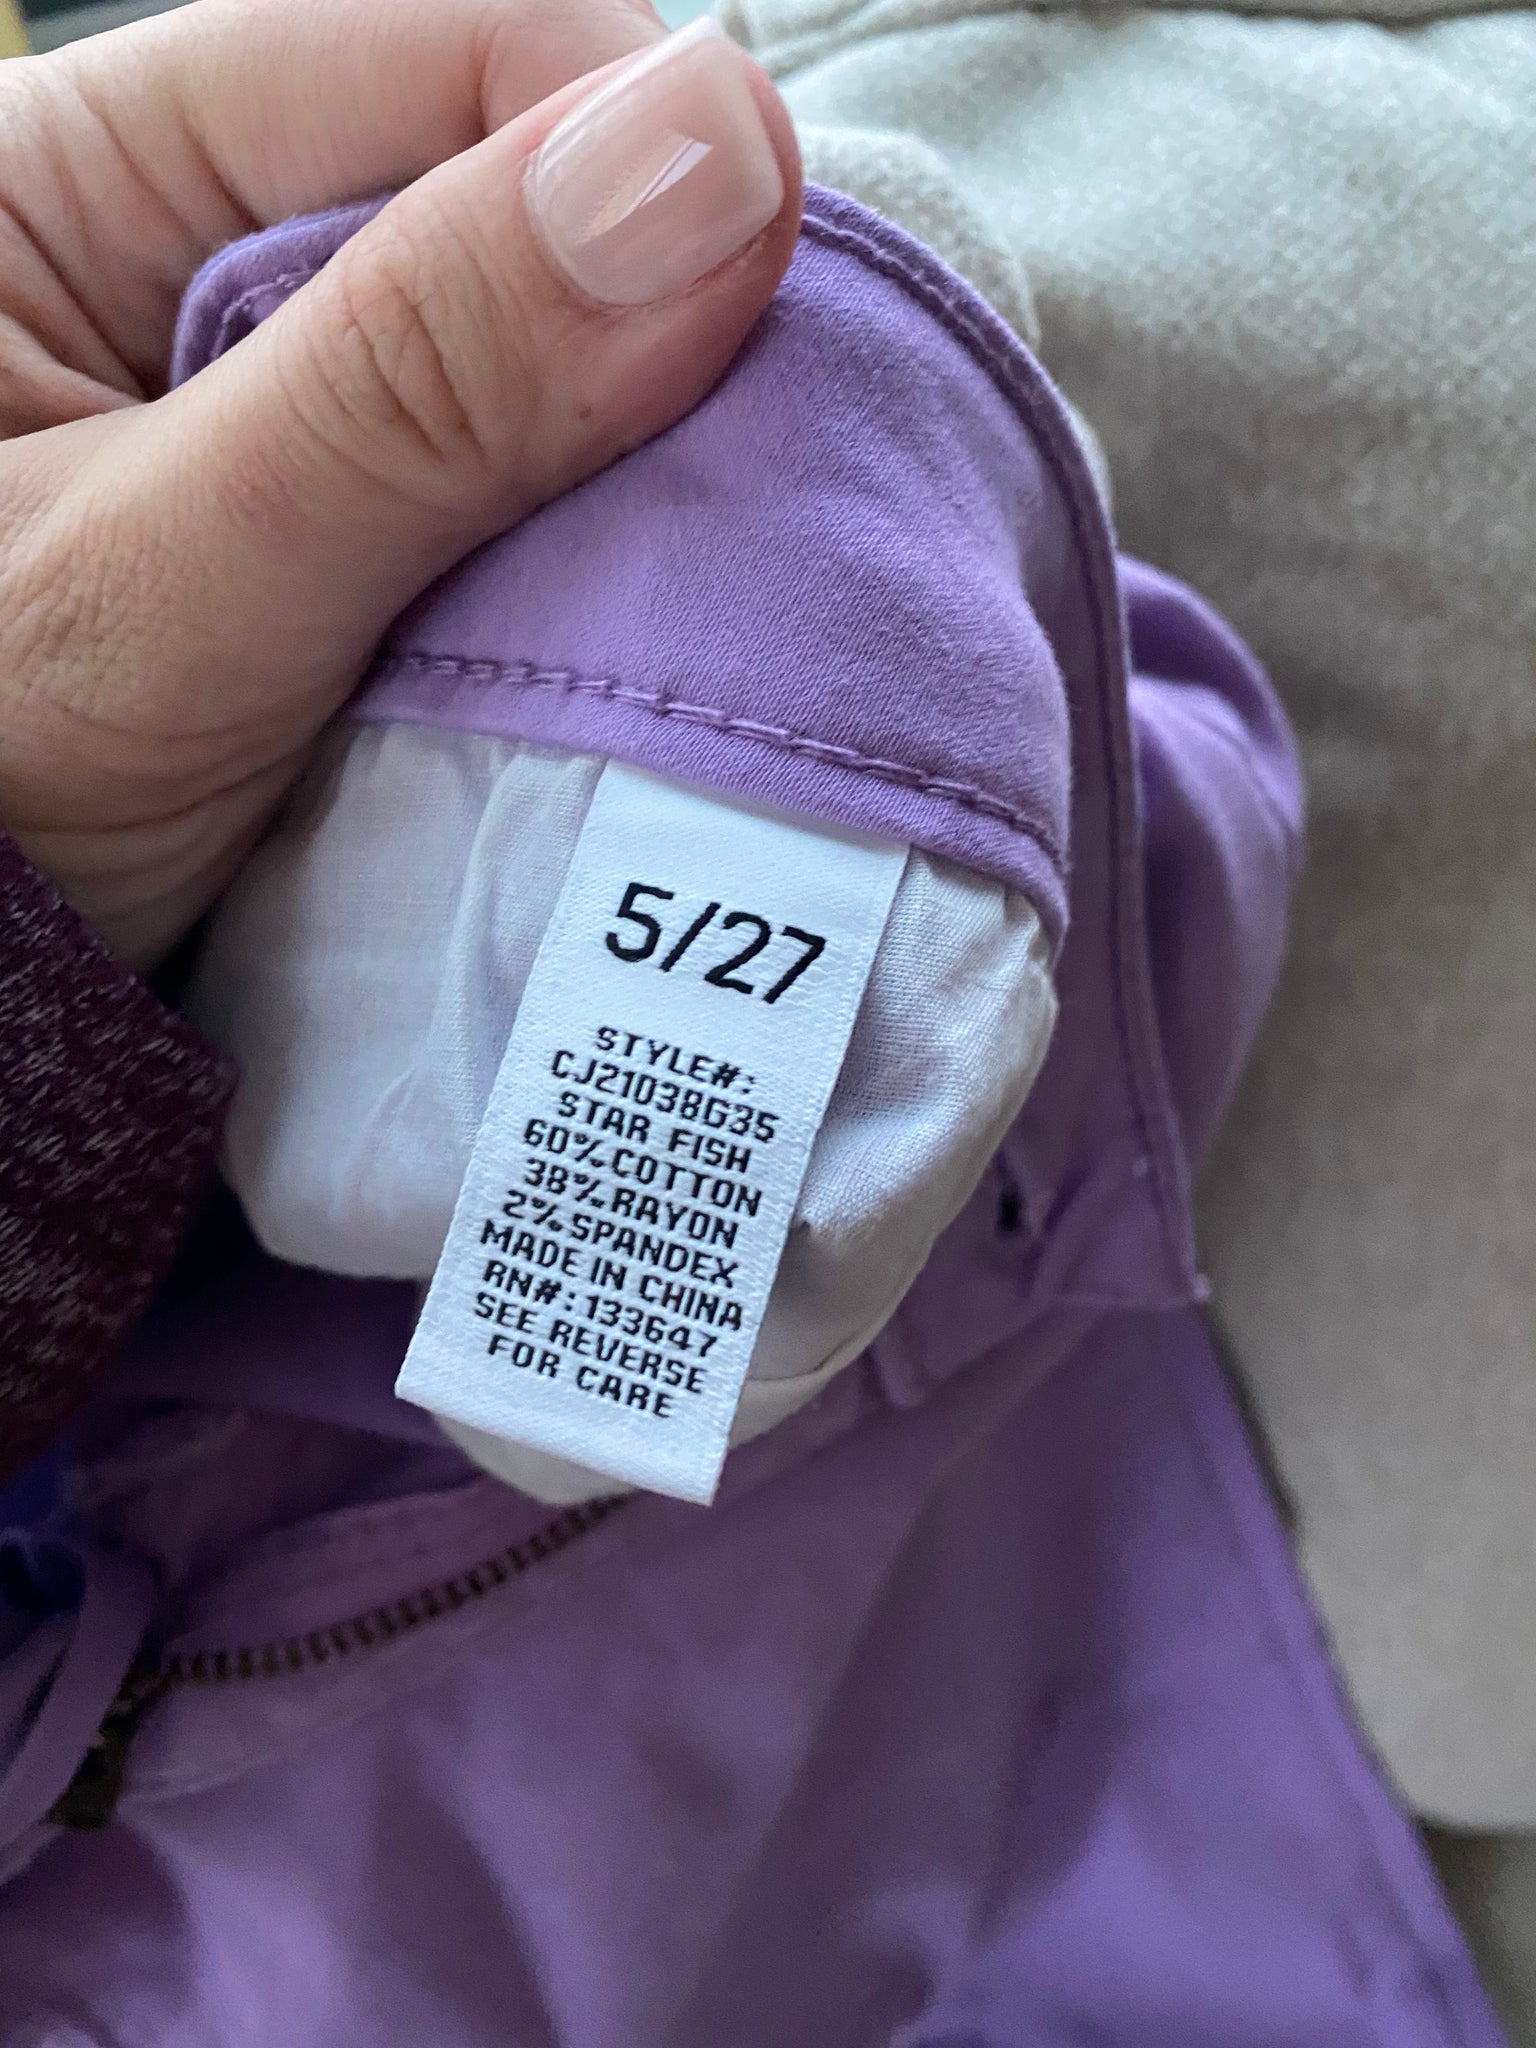 5/27
STYLE#:
CJ21038G35
STAR FISH
60%COTTON
38%RAYON
2%SPANDEX
MADE IN CHINA
RN#:133647
SEE REVERSE
FOR CARE